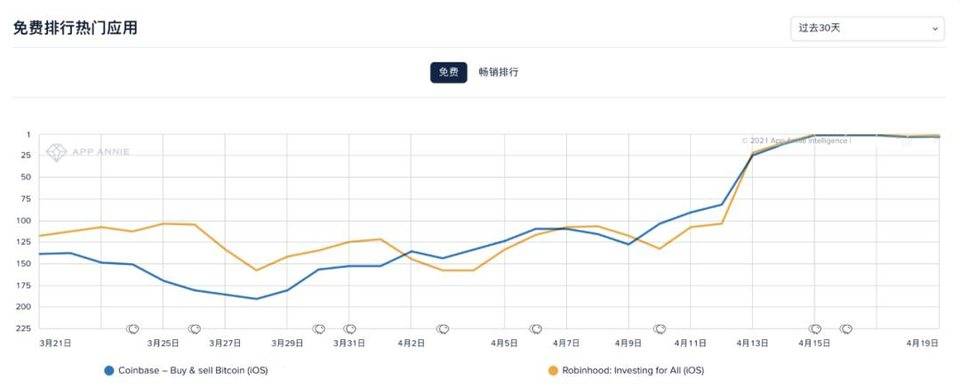 免费排行热门应用
过去30天
免费
畅销排行
1
APP ANNIE
© 2021 App Annie Intelligence
25
50
75
100
125
150
175
200
225
3月21日 3月25日 3月27日 3月29日 3月31日 4月2日 4月5日 4月7日 4月9日 4月11日 4月13日 4月15日 4月19日
Coinbase – Buy & sell Bitcoin (iOS)
Robinhood: Investing for All (iOS)